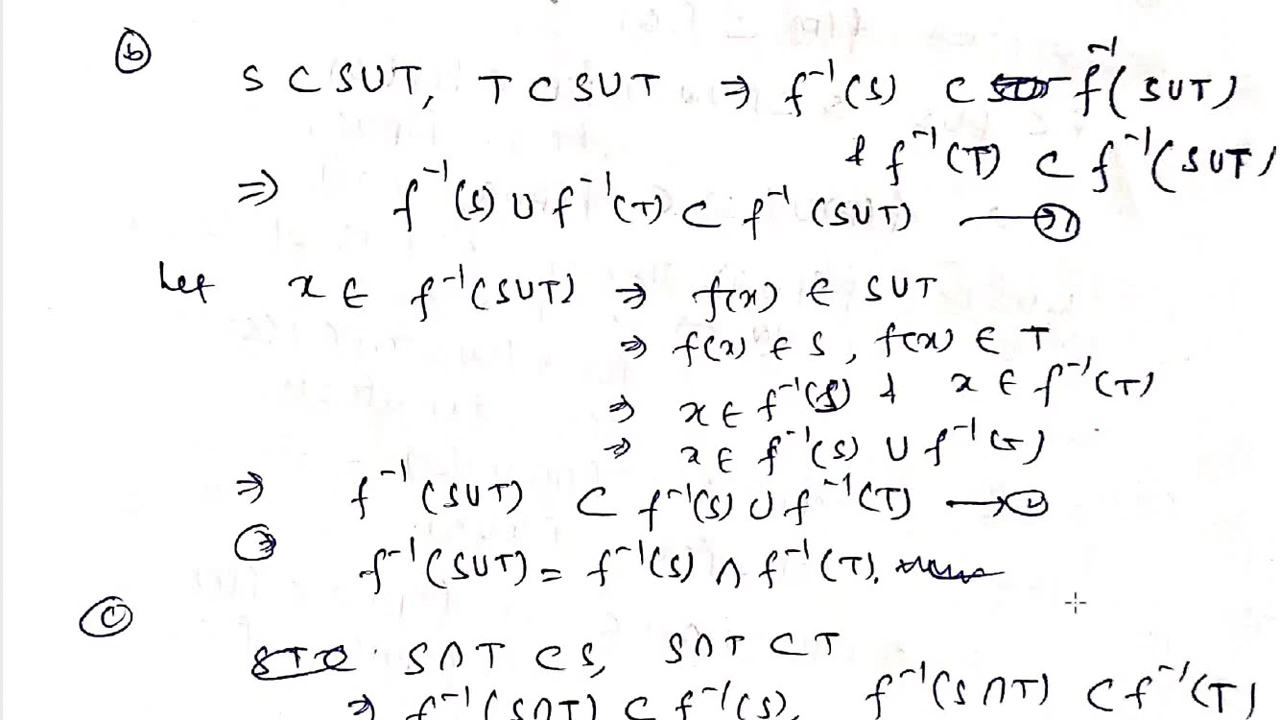 (b)
S ⊂ S∪T, T ⊂ S∪T ⇒ f⁻¹(S) ⊂ f⁻¹(S∪T)
& f⁻¹(T) ⊂ f⁻¹(S∪T)
⇒ f⁻¹(S) ∪ f⁻¹(T) ⊂ f⁻¹(S∪T) → (1)
Let x ∈ f⁻¹(S∪T) ⇒ f(x) ∈ S∪T
⇒ f(x) ∈ S, f(x) ∈ T
⇒ x ∈ f⁻¹(S) & x ∈ f⁻¹(T)
⇒ x ∈ f⁻¹(S) ∪ f⁻¹(T)
⇒ f⁻¹(S∪T) ⊂ f⁻¹(S) ∪ f⁻¹(T) → (2)
⇒ f⁻¹(S∪T) = f⁻¹(S) ∩ f⁻¹(T).
(c)
S∩T ⊂ S, S∩T ⊂ T
⇒ f⁻¹(S∩T) ⊂ f⁻¹(S), f⁻¹(S∩T) ⊂ f⁻¹(T)